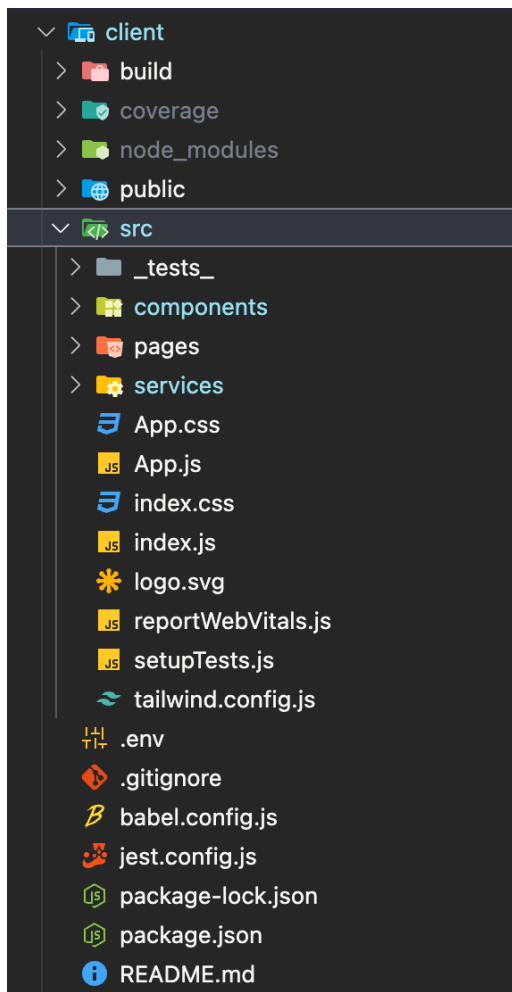 client
build
coverage
node_modules
public
src
_tests_
components
pages
services
App.css
App.js
index.css
index.js
logo.svg
reportWebVitals.js
setupTests.js
tailwind.config.js
.env
.gitignore
babel.config.js
jest.config.js
package-lock.json
package.json
README.md